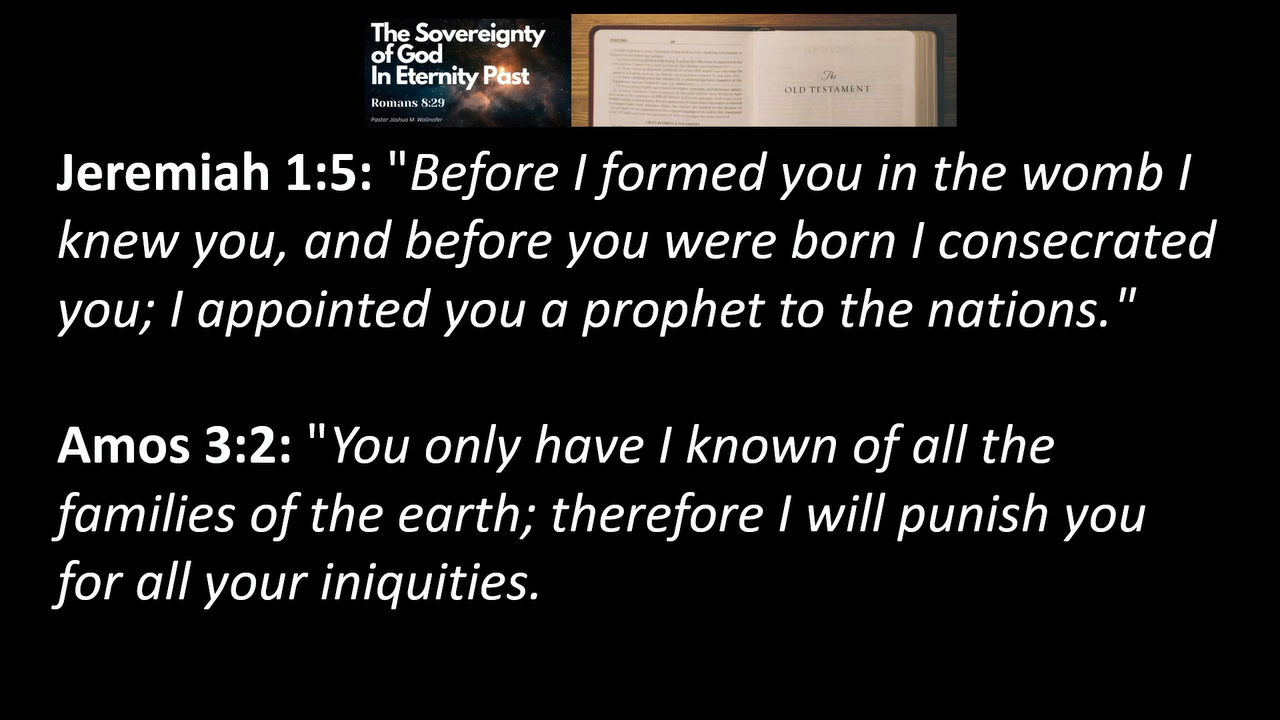 The Sovereignty
of God
In Eternity Past
Romans 8:29
Pastor Joshua M. Wallnofer
The
OLD TESTAMENT
Jeremiah 1:5: "Before I formed you in the womb I
knew you, and before you were born I consecrated
you; I appointed you a prophet to the nations."
Amos 3:2: "You only have I known of all the
families of the earth; therefore I will punish you
for all your iniquities.